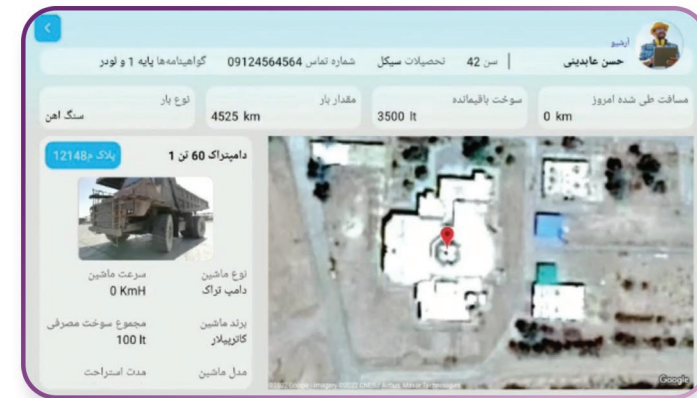 آرشیو
حسن عابدینی | سن 42 تحصیلات سیکل شماره تماس 09124564564 گواهینامه‌ها پایه 1 و لودر
مسافت طی شده امروز سوخت باقیمانده مقدار بار نوع بار
0 km 3500 lt 4525 km سنگ اهن
دامپتراک 60 تن 1 پلاک م12148
نوع ماشین سرعت ماشین
دامپ تراک 0 KmH
برند ماشین مجموع سوخت مصرفی
کاترپیلار 100 lt
مدل ماشین مدت استراحت
Google